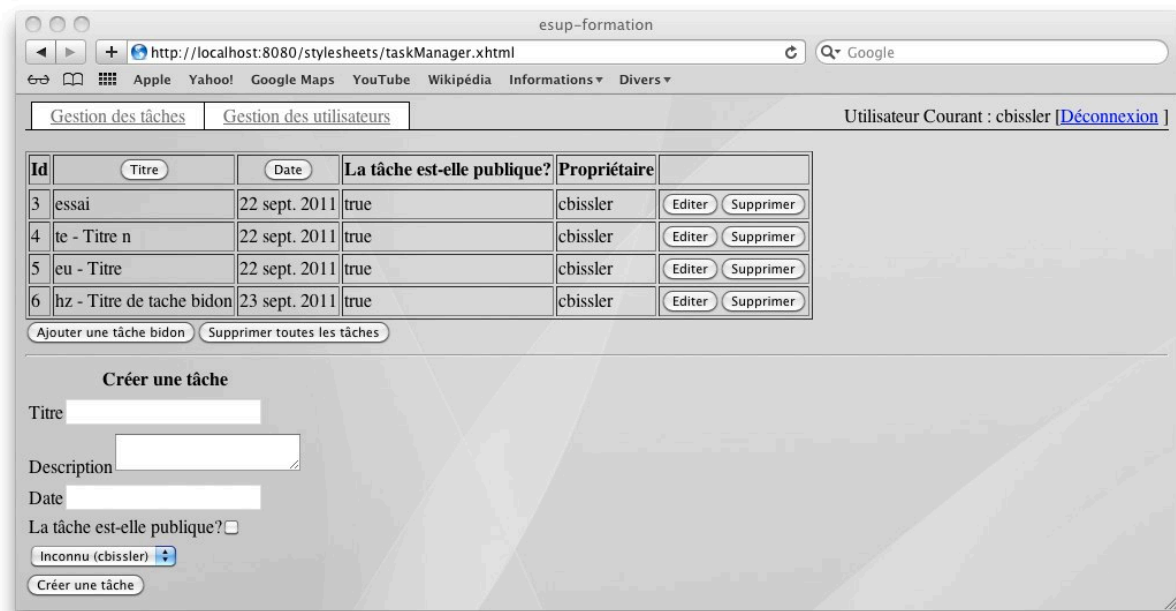 esup-formation
http://localhost:8080/stylesheets/taskManager.xhtml
Google
Apple Yahoo! Google Maps YouTube Wikipédia Informations Divers
Gestion des tâches Gestion des utilisateurs Utilisateur Courant : cbissler [Déconnexion ]
Id Titre Date La tâche est-elle publique? Propriétaire
3 essai 22 sept. 2011 true cbissler Editer Supprimer
4 te - Titre n 22 sept. 2011 true cbissler Editer Supprimer
5 eu - Titre 22 sept. 2011 true cbissler Editer Supprimer
6 hz - Titre de tache bidon 23 sept. 2011 true cbissler Editer Supprimer
Ajouter une tâche bidon Supprimer toutes les tâches
Créer une tâche
Titre
Description
Date
La tâche est-elle publique?
Inconnu (cbissler)
Créer une tâche